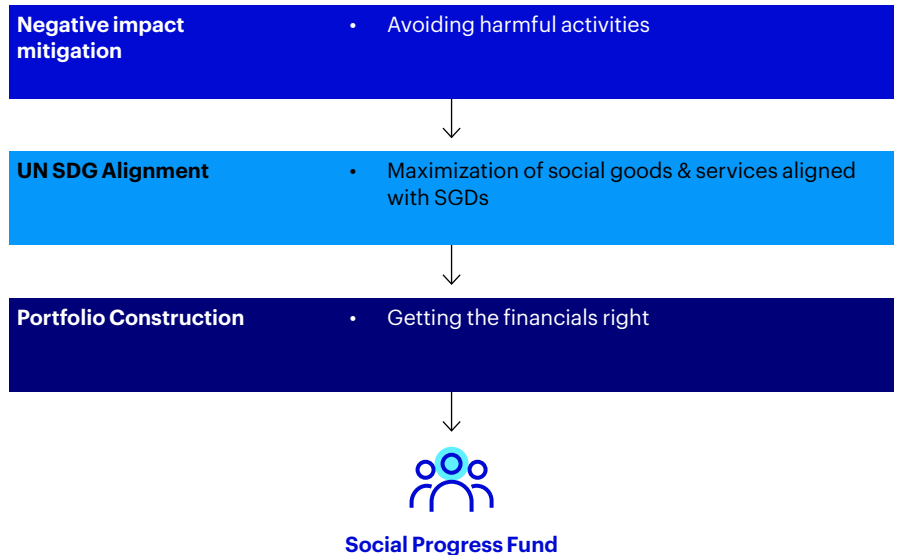 Negative impact
mitigation
• Avoiding harmful activities
UN SDG Alignment
• Maximization of social goods & services aligned
with SGDs
Portfolio Construction
• Getting the financials right
Social Progress Fund